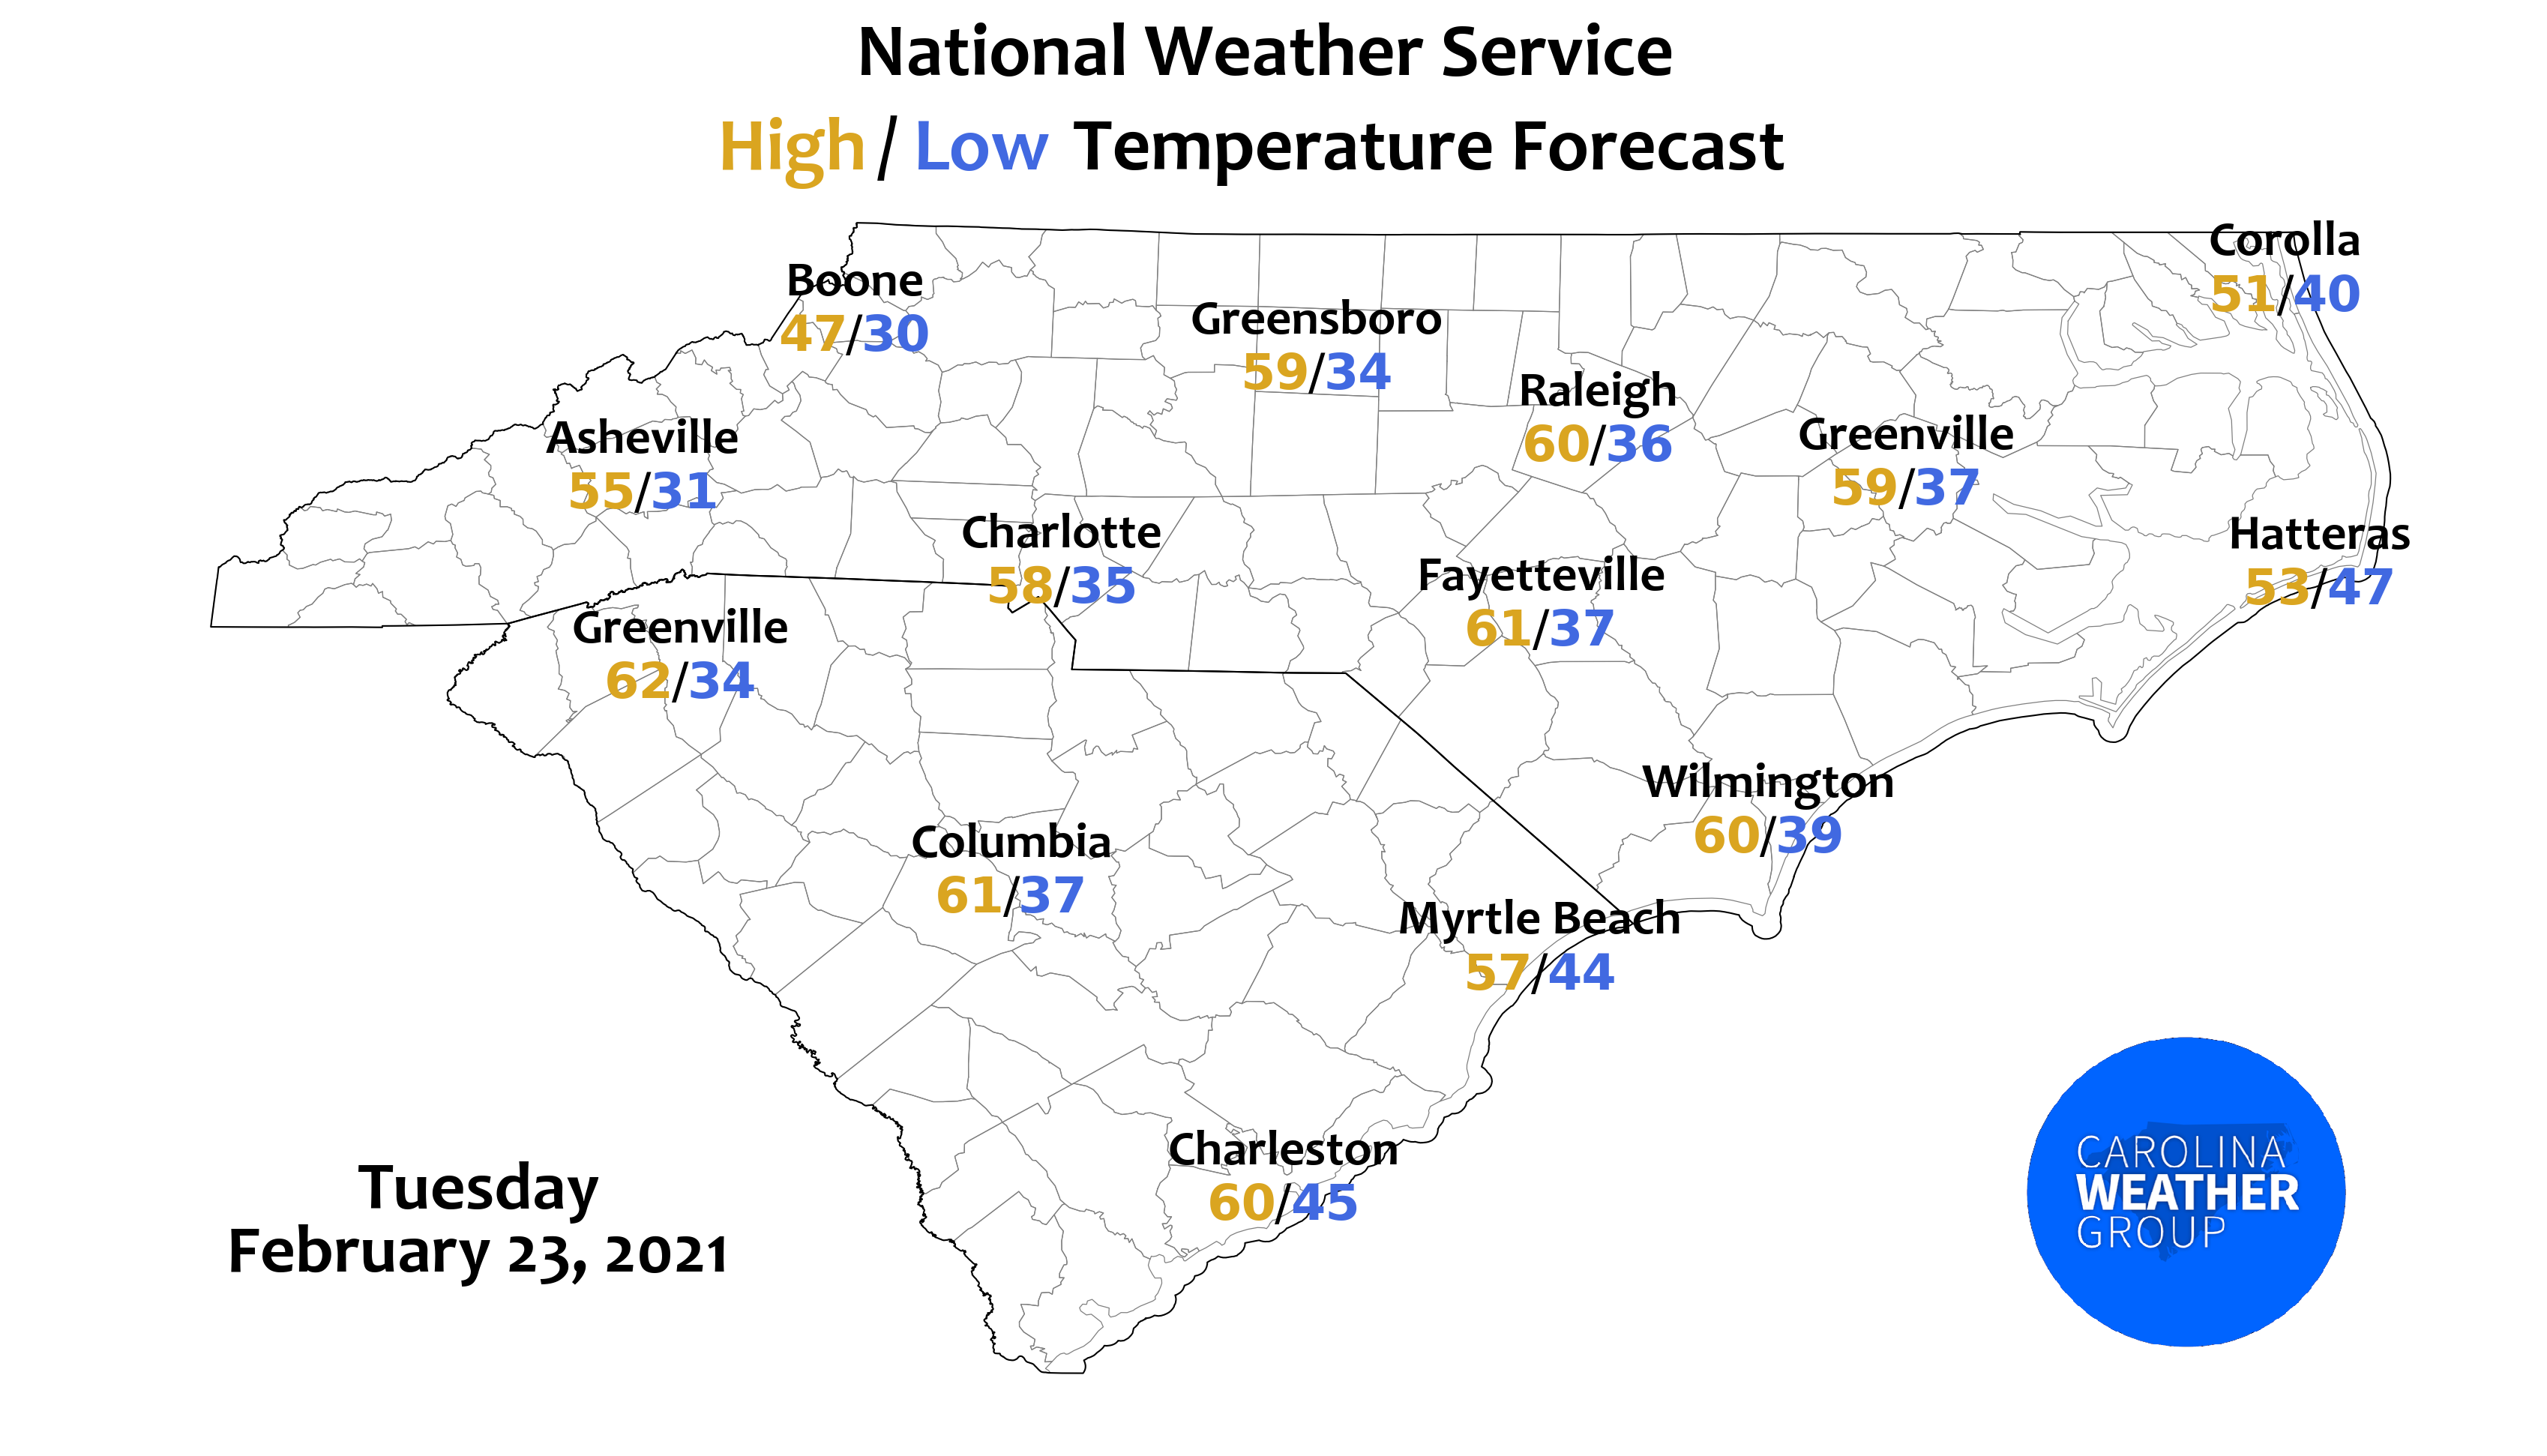 National Weather Service
High / Low Temperature Forecast
Corolla
51/40
Boone
47/30
Greensboro
59/34
Raleigh
60/36
Greenville
59/37
Asheville
55/31
Charlotte
58/35
Hatteras
53/47
Fayetteville
61/37
Greenville
62/34
Wilmington
60/39
Columbia
61/37
Myrtle Beach
57/44
Charleston
60/45
Tuesday
February 23, 2021
CAROLINA
WEATHER
GROUP